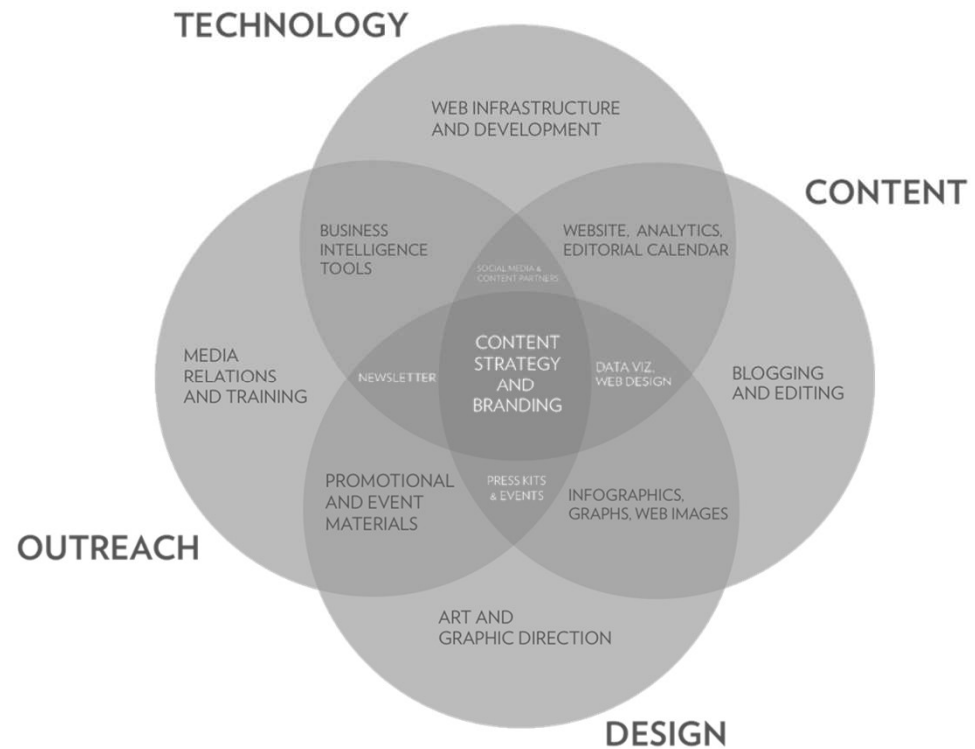 TECHNOLOGY
WEB INFRASTRUCTURE
AND DEVELOPMENT
CONTENT
BUSINESS
INTELLIGENCE
TOOLS
WEBSITE, ANALYTICS,
EDITORIAL CALENDAR
SOCIAL MEDIA &
CONTENT PARTNERS
MEDIA
RELATIONS
AND TRAINING
NEWSLETTER
CONTENT
STRATEGY
AND
BRANDING
DATA VIZ,
WEB DESIGN
BLOGGING
AND EDITING
PROMOTIONAL
AND EVENT
MATERIALS
PRESS KITS
& EVENTS
INFOGRAPHICS,
GRAPHS, WEB IMAGES
OUTREACH
ART AND
GRAPHIC DIRECTION
DESIGN